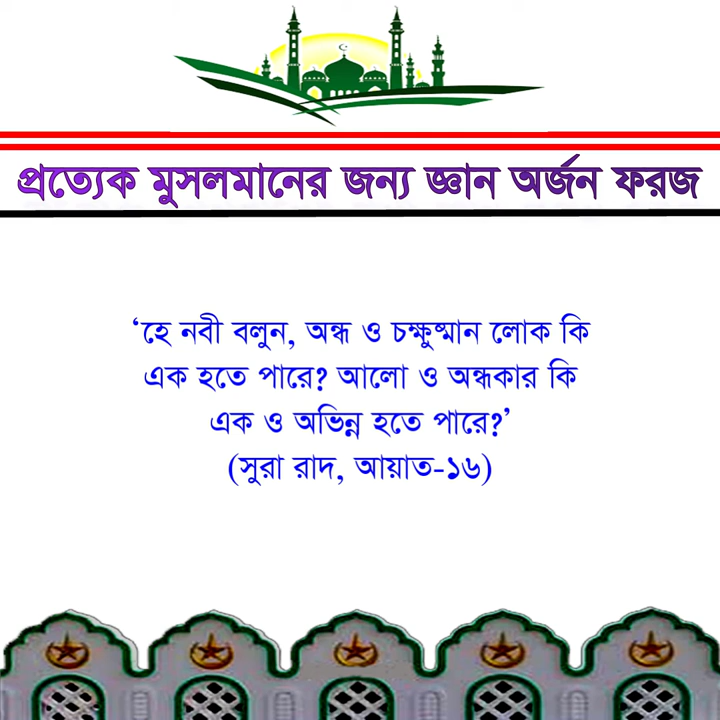 প্রত্যেক মুসলমানের জন্য জ্ঞান অর্জন ফরজ
‘হে নবী বলুন, অন্ধ ও চক্ষুষ্মান লোক কি
এক হতে পারে? আলো ও অন্ধকার কি
এক ও অভিন্ন হতে পারে?’
(সুরা রাদ, আয়াত-১৬)